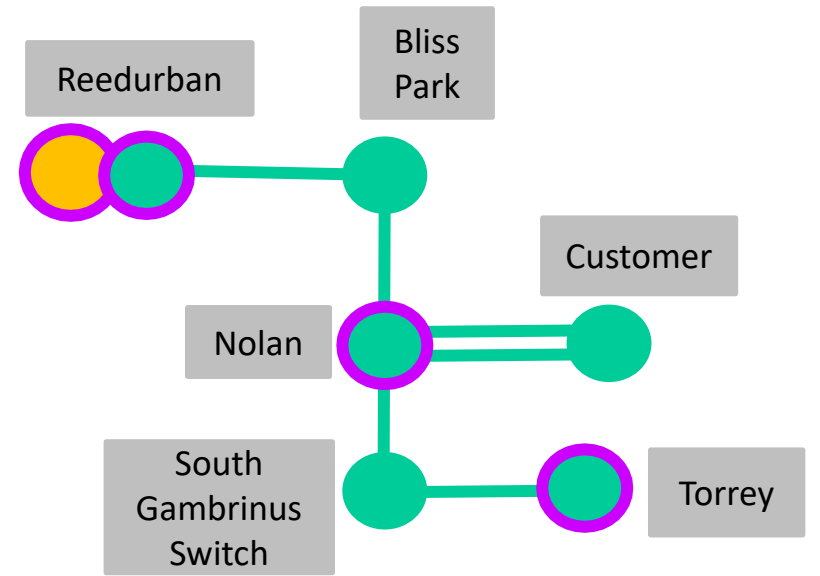 Bliss
Park
Reedurban
Customer
Nolan
South
Gambrinus
Switch
Torrey